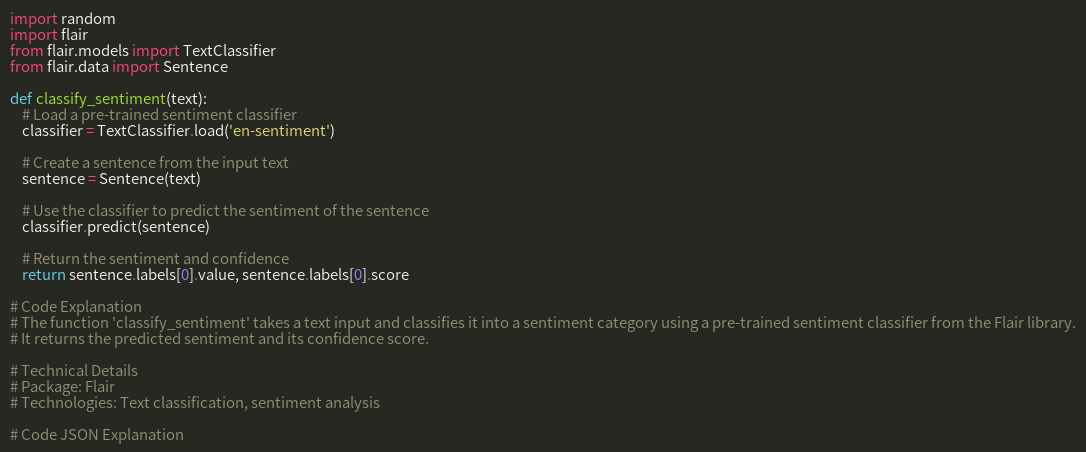 import random
import flair
from flair.models import TextClassifier
from flair.data import Sentence
def classify_sentiment(text):
# Load a pre-trained sentiment classifier
classifier = TextClassifier.load('en-sentiment')
# Create a sentence from the input text
sentence = Sentence(text)
# Use the classifier to predict the sentiment of the sentence
classifier.predict(sentence)
# Return the sentiment and confidence
return sentence.labels[0].value, sentence.labels[0].score
# Code Explanation
# The function 'classify_sentiment' takes a text input and classifies it into a sentiment category using a pre-trained sentiment classifier from the Flair library.
# It returns the predicted sentiment and its confidence score.
# Technical Details
# Package: Flair
# Technologies: Text classification, sentiment analysis
# Code JSON Explanation